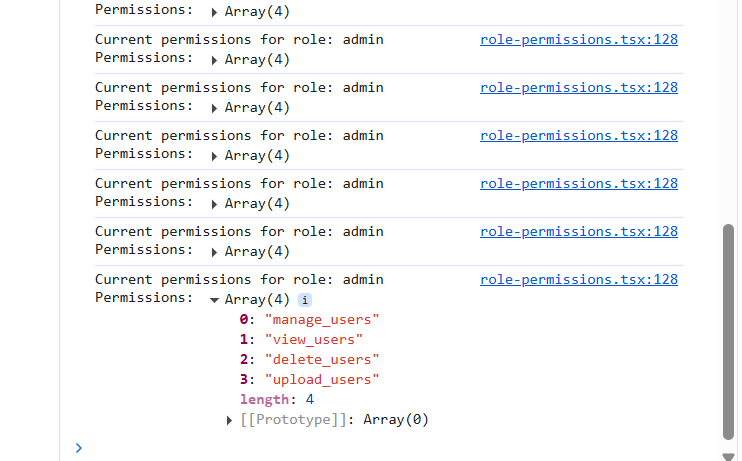 Permissions: Array(4)
Current permissions for role: admin role-permissions.tsx:128
Permissions: Array(4)
Current permissions for role: admin role-permissions.tsx:128
Permissions: Array(4)
Current permissions for role: admin role-permissions.tsx:128
Permissions: Array(4)
Current permissions for role: admin role-permissions.tsx:128
Permissions: Array(4)
Current permissions for role: admin role-permissions.tsx:128
Permissions: Array(4)
Current permissions for role: admin role-permissions.tsx:128
Permissions: Array(4) i
0: "manage_users"
1: "view_users"
2: "delete_users"
3: "upload_users"
length: 4
[[Prototype]]: Array(0)